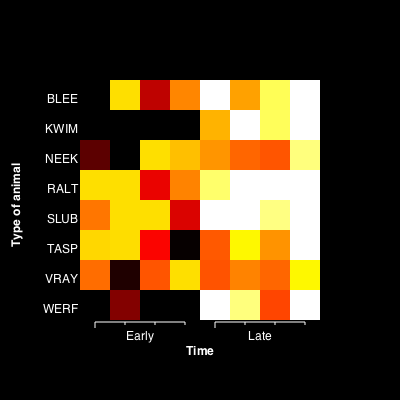 BLEE
KWIM
NEEK
RALT
SLUB
TASP
VRAY
WERF
Type of animal
Early Late
Time